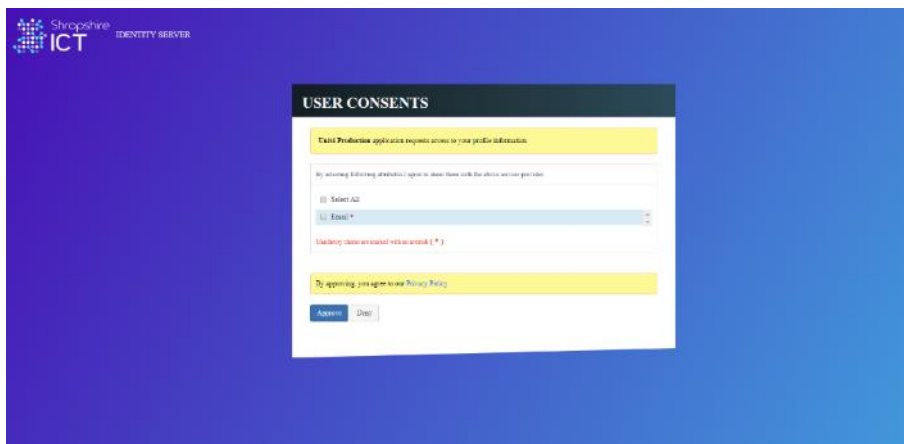 Shropshire
ICT
IDENTITY SERVER
USER CONSENTS
Production application requests access to your profile information
By selecting following attributes I agree to share them with the above service provider.
Select All
Email *
Mandatory claims are marked with an asterisk ( * )
By approving, you agree to our Privacy Policy
Approve
Deny